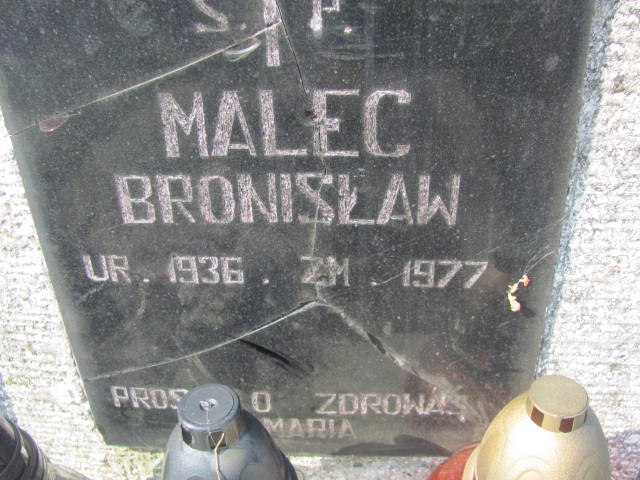 Ś. P.
MALEC
BRONISŁAW
UR. 1936. ZM. 1977
O ZDROWAŚ
MARIA